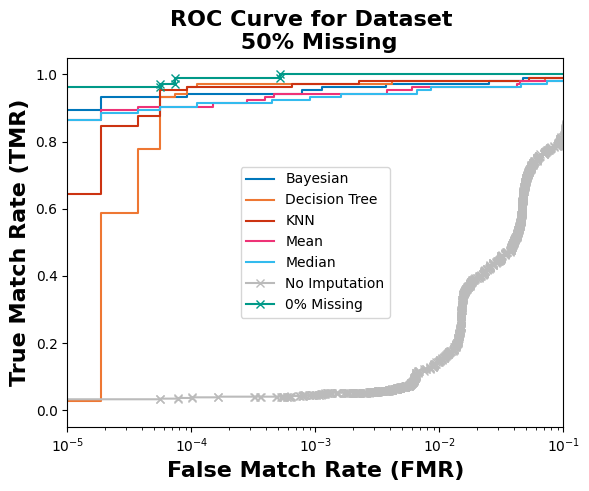 ROC Curve for Dataset
50% Missing
True Match Rate (TMR)
1.0
0.8
0.6
0.4
0.2
0.0
Bayesian
Decision Tree
KNN
Mean
Median
No Imputation
0% Missing
10⁻⁵ 10⁻⁴ 10⁻³ 10⁻² 10⁻¹
False Match Rate (FMR)